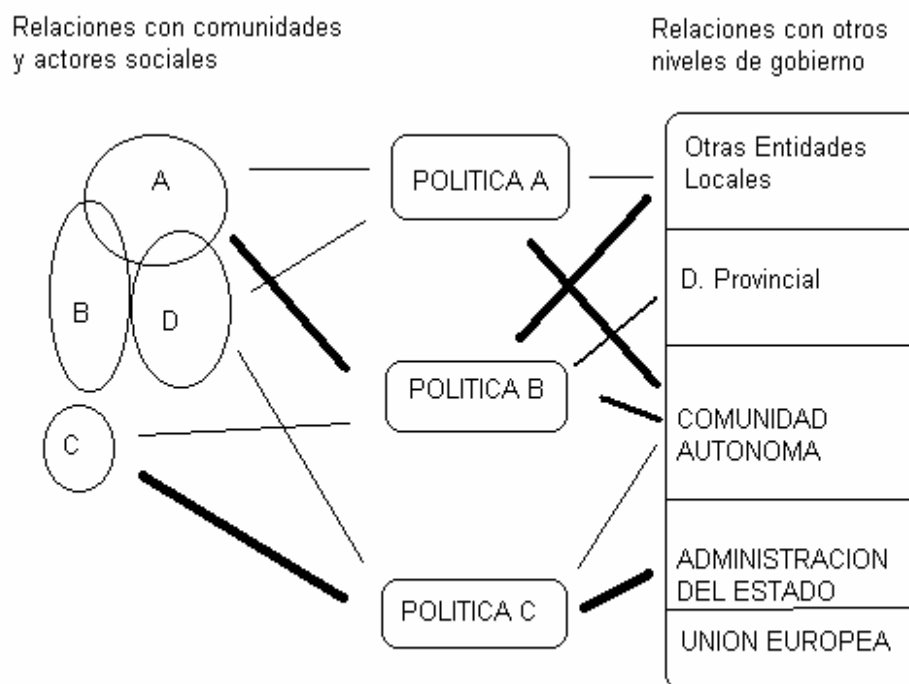 Relaciones con comunidades
y actores sociales
Relaciones con otros
niveles de gobierno
A
B
D
C
POLITICA A
POLITICA B
POLITICA C
Otras Entidades
Locales
D. Provincial
COMUNIDAD
AUTONOMA
ADMINISTRACION
DEL ESTADO
UNION EUROPEA